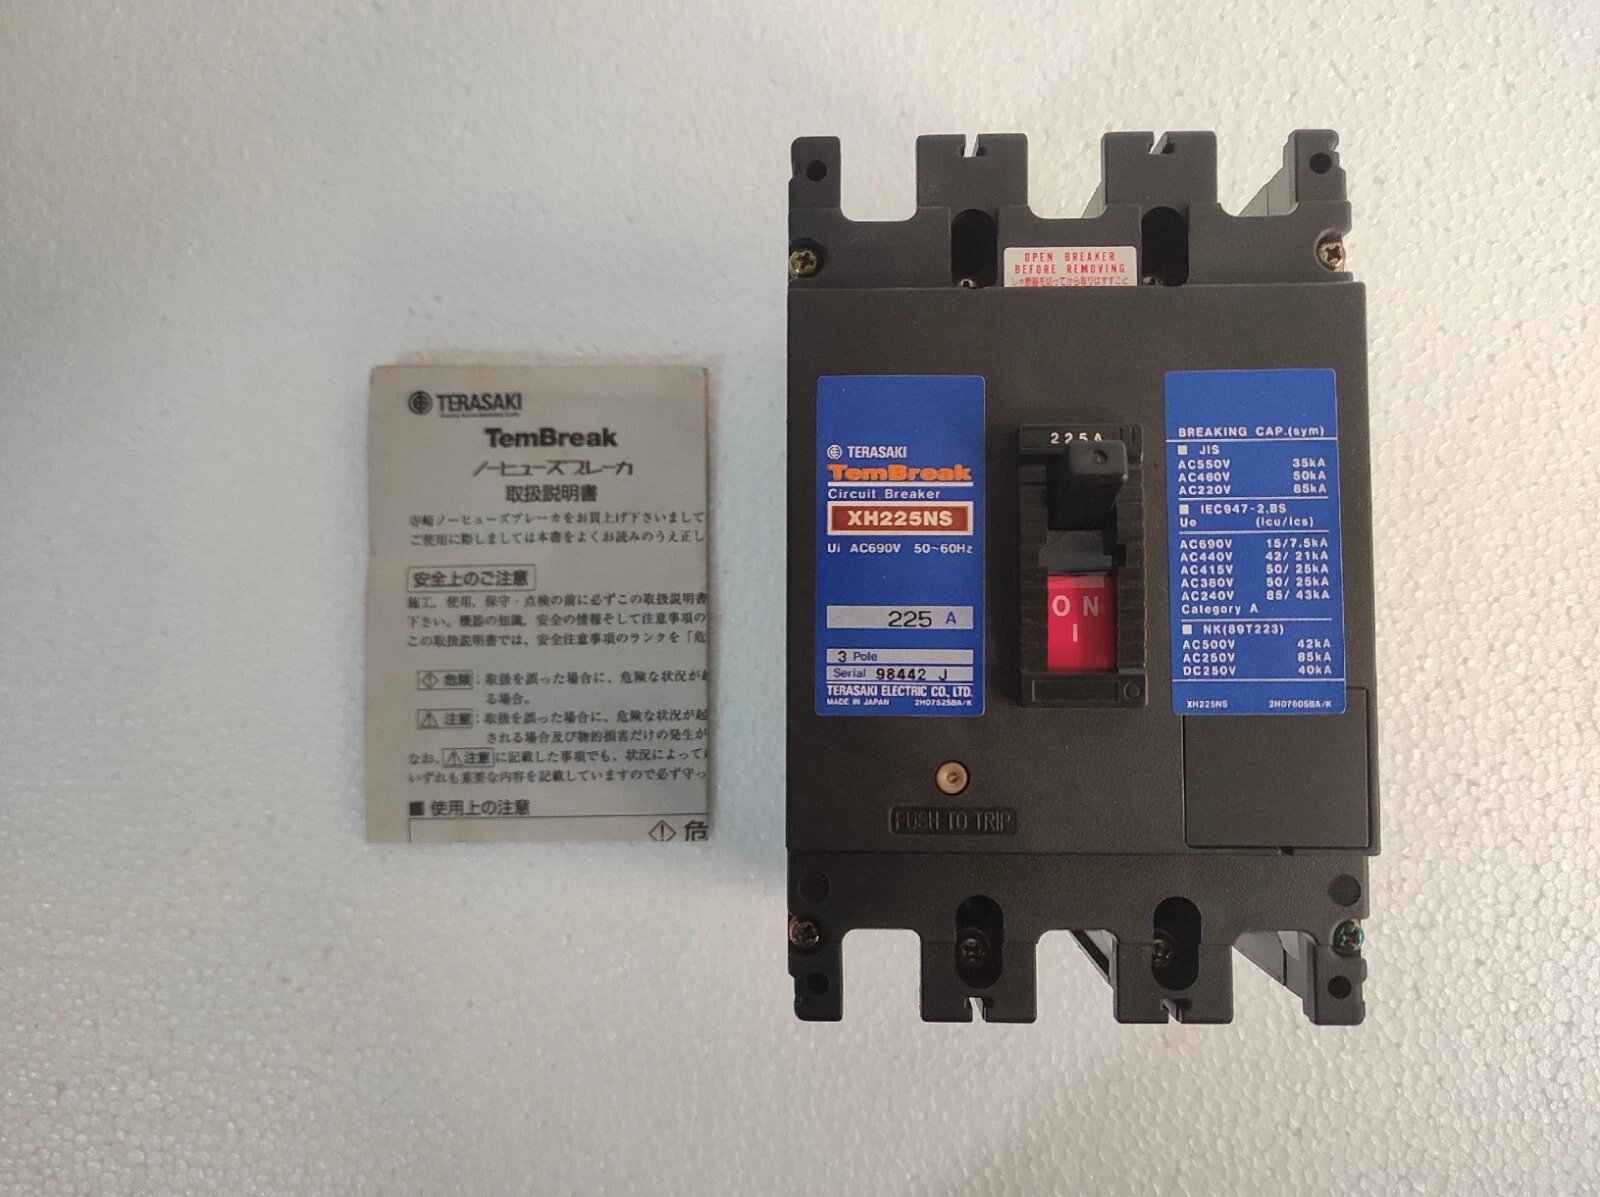 TERASAKI
TemBreak
ノーヒューズブレーカ
取扱説明書
寺崎ノーヒューズブレーカをお買上げ下さいまして
ご使用に際しましては本書をよくお読みのうえ正し
安全上のご注意
施工、使用、保守・点検の前に必ずこの取扱説明書
下さい。機器の知識、安全の情報そして注意事項の
この取扱説明書では、安全注意事項のランクを「危
危険：取扱を誤った場合に、危険な状況が起
る場合。
注意：取扱を誤った場合に、危険な状況が起
される場合及び物的損害だけの発生が
なお、注意に記載した事項でも、状況によって
いずれも重要な内容を記載していますので必ず守っ
■ 使用上の注意
危
OPEN BREAKER
BEFORE REMOVING
TERASAKI
TemBreak
Circuit Breaker
XH225NS
Ui AC690V 50~60Hz
225 A
3 Pole
Serial 98442 J
TERASAKI ELECTRIC CO., LTD.
MADE IN JAPAN 2H0752SBA/K
225A
ON
I
BREAKING CAP.(sym)
■ JIS
AC550V 35kA
AC460V 50kA
AC220V 85kA
■ IEC947-2,BS
Ue (Icu/Ics)
AC690V 15/7.5kA
AC440V 42/ 21kA
AC415V 50/ 25kA
AC380V 50/ 25kA
AC240V 85/ 43kA
Category A
■ NK(89T223)
AC500V 42kA
AC250V 85kA
DC250V 40kA
XH225NS 2H0760SBA/K
PUSH TO TRIP